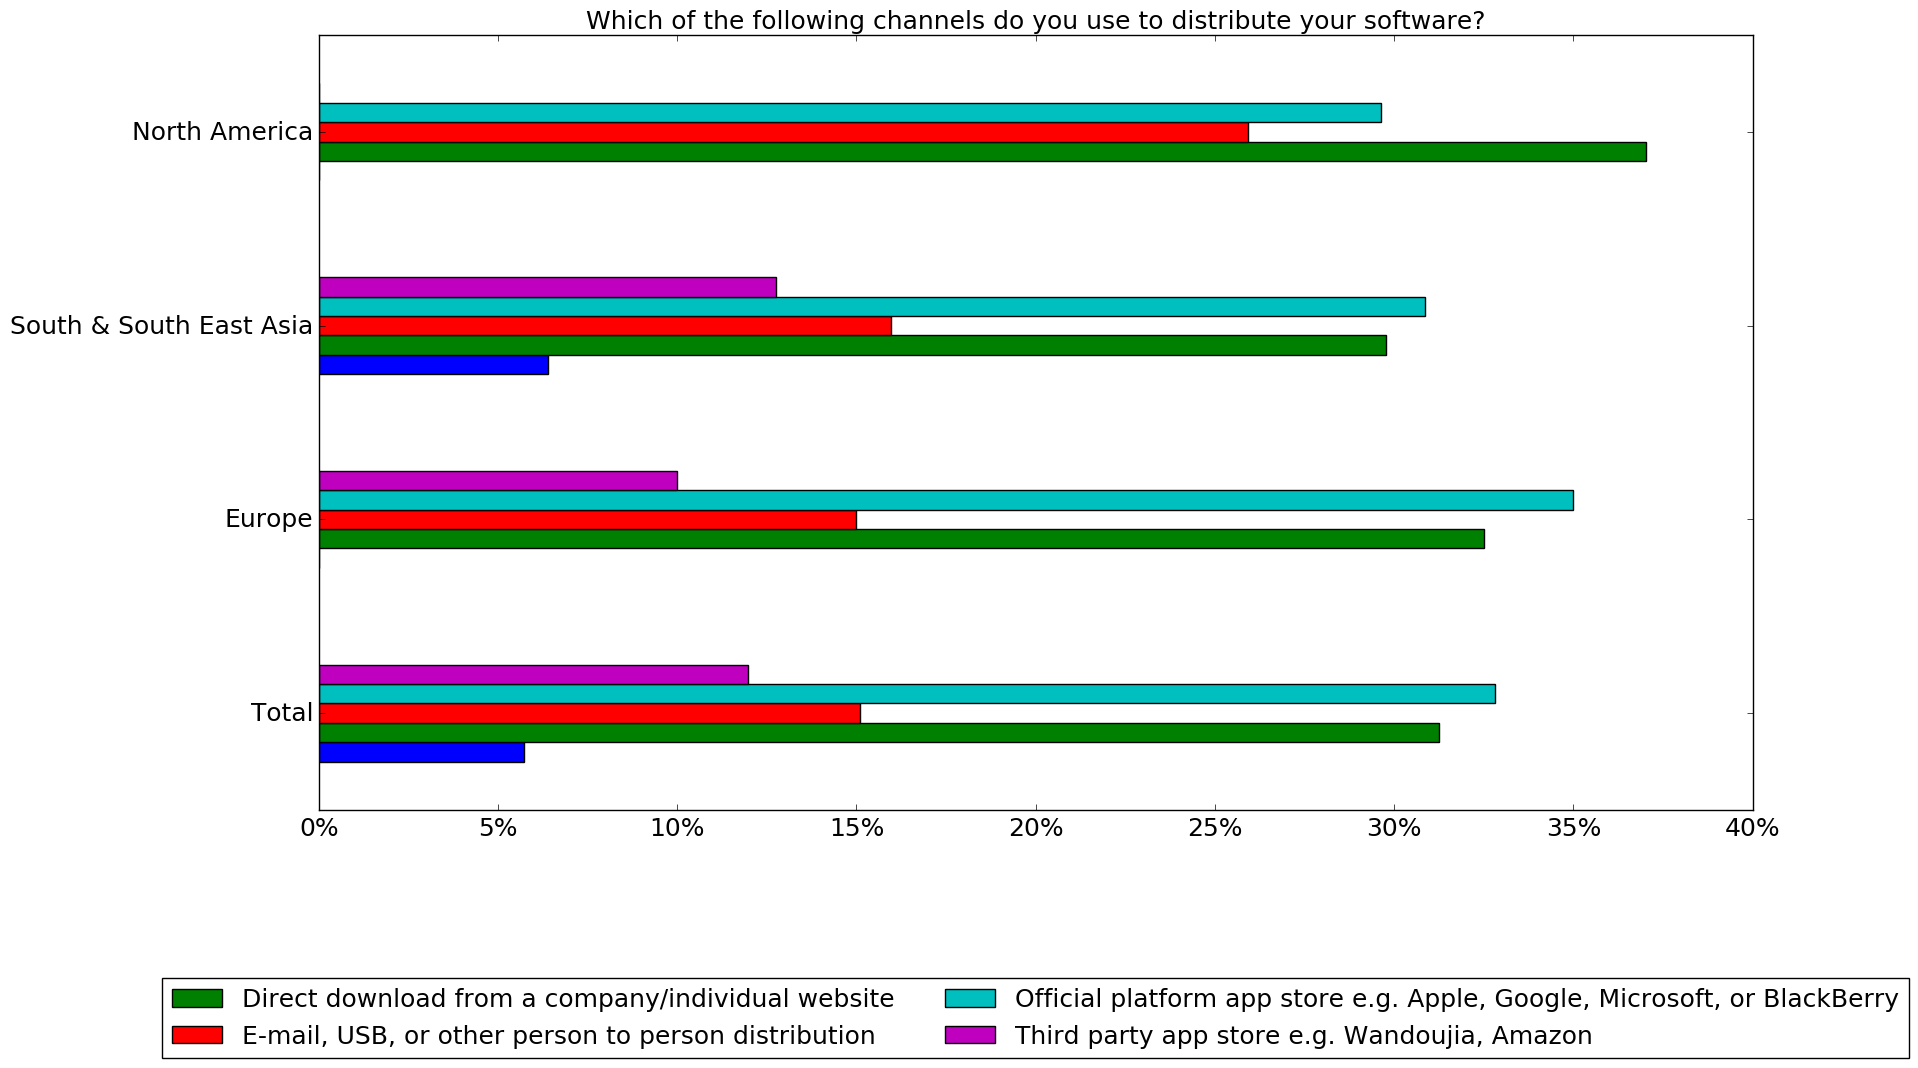 Which of the following channels do you use to distribute your software?
North America
South & South East Asia
Europe
Total
0% 5% 10% 15% 20% 25% 30% 35% 40%
Direct download from a company/individual website
E-mail, USB, or other person to person distribution
Official platform app store e.g. Apple, Google, Microsoft, or BlackBerry
Third party app store e.g. Wandoujia, Amazon